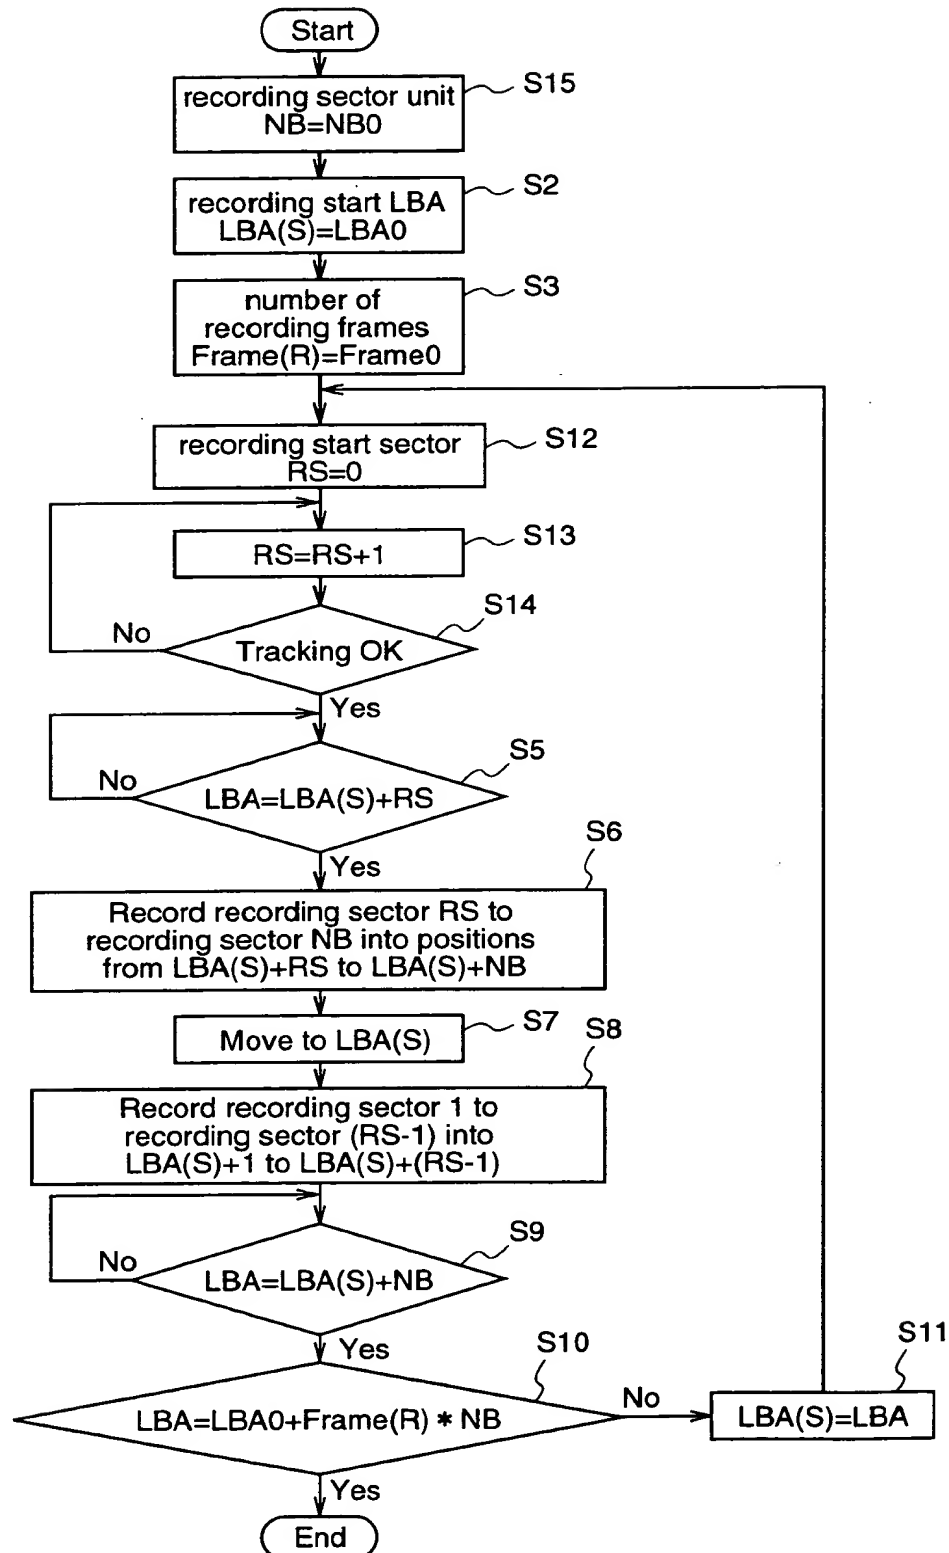 Start
recording sector unit
NB=NB0
S15
recording start LBA
LBA(S)=LBA0
S2
number of
recording frames
Frame(R)=Frame0
S3
recording start sector
RS=0
S12
RS=RS+1
S13
Tracking OK
S14
No
Yes
LBA=LBA(S)+RS
S5
No
Yes
Record recording sector RS to
recording sector NB into positions
from LBA(S)+RS to LBA(S)+NB
S6
Move to LBA(S)
S7
Record recording sector 1 to
recording sector (RS-1) into
LBA(S)+1 to LBA(S)+(RS-1)
S8
LBA=LBA(S)+NB
S9
No
Yes
LBA=LBA0+Frame(R) * NB
S10
No
LBA(S)=LBA
S11
Yes
End